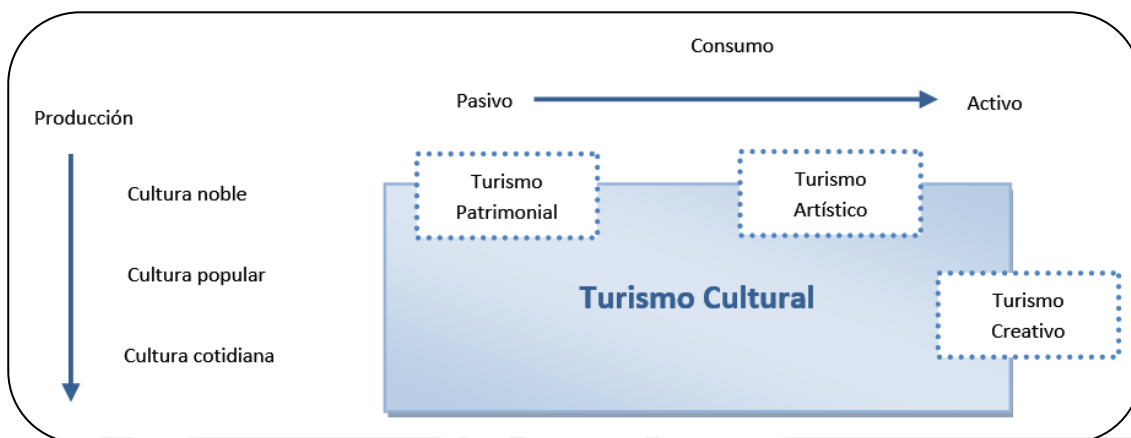 Consumo
Pasivo
Activo
Producción
Turismo
Patrimonial
Turismo
Artístico
Cultura noble
Cultura popular
Turismo Cultural
Turismo
Creativo
Cultura cotidiana